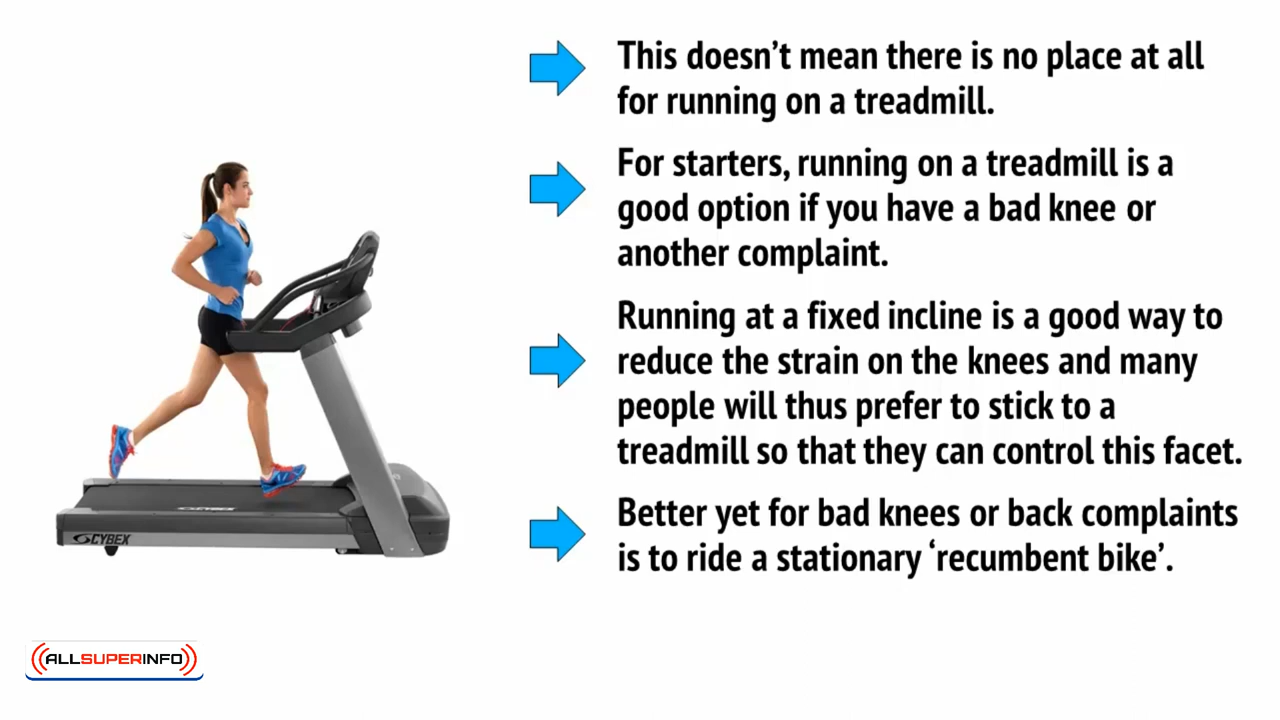 This doesn’t mean there is no place at all
for running on a treadmill.
For starters, running on a treadmill is a
good option if you have a bad knee or
another complaint.
Running at a fixed incline is a good way to
reduce the strain on the knees and many
people will thus prefer to stick to a
treadmill so that they can control this facet.
Better yet for bad knees or back complaints
is to ride a stationary ‘recumbent bike’.
CYBEX
CYBEX
ALLSUPERINFO